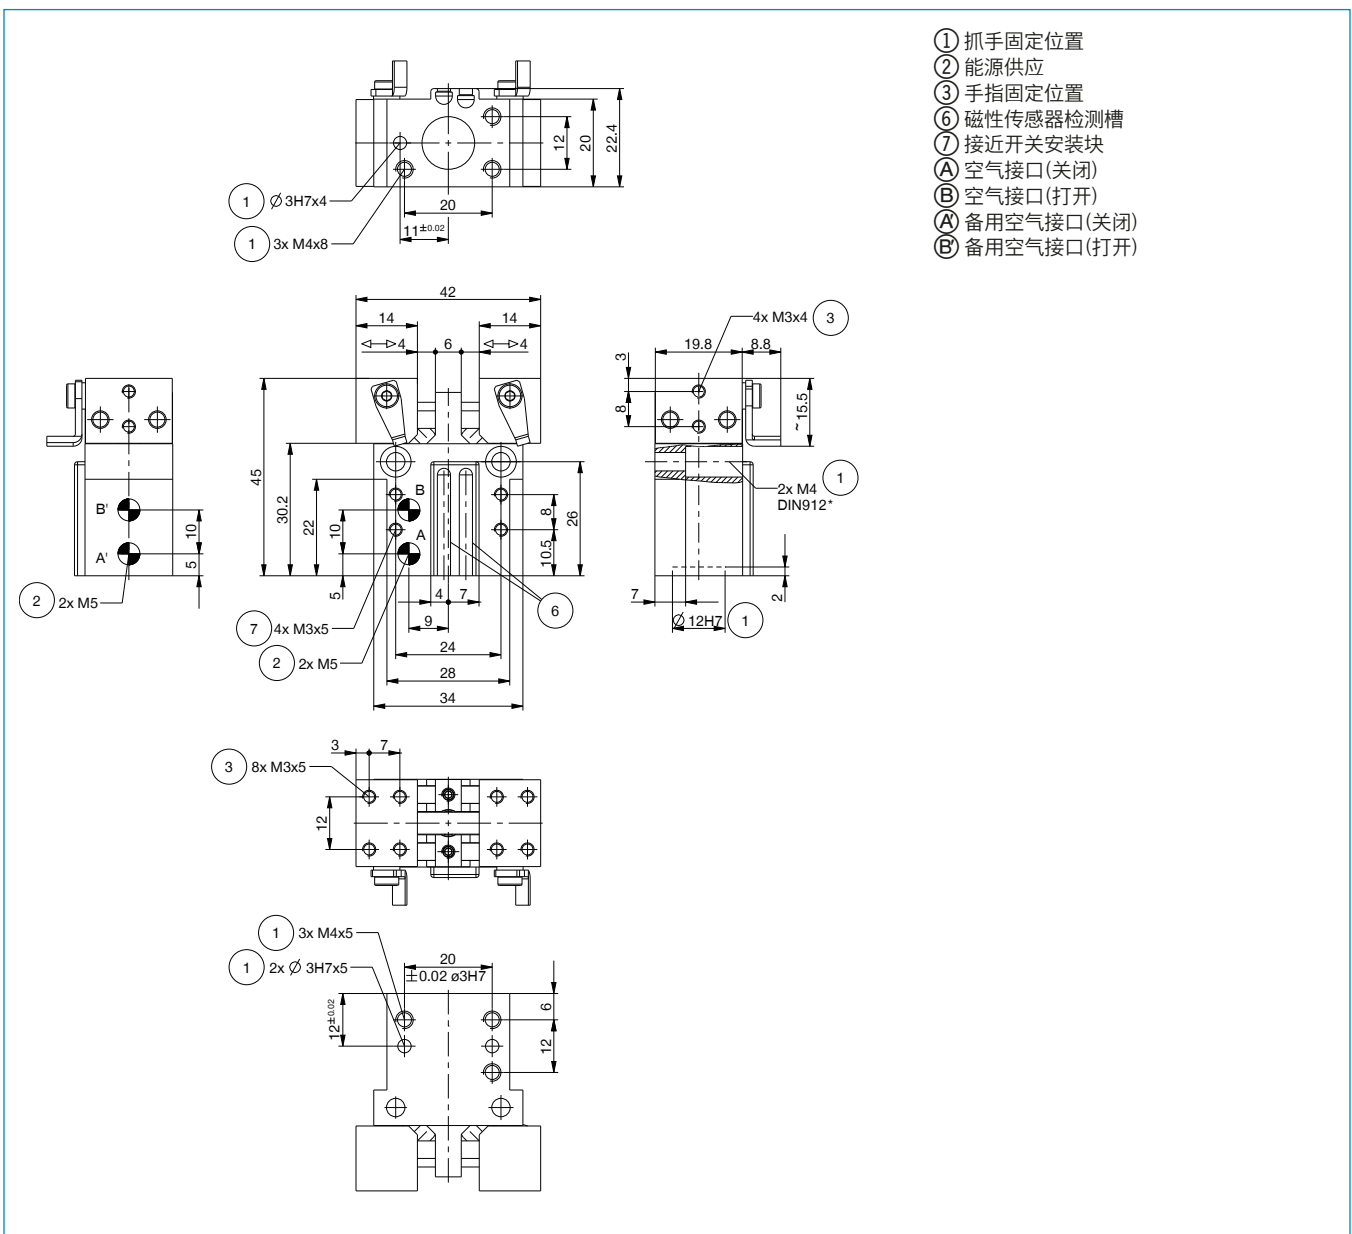 ① 抓手固定位置
② 能源供应
③ 手指固定位置
⑥ 磁性传感器检测槽
⑦ 接近开关安装块
Ⓐ 空气接口(关闭)
Ⓑ 空气接口(打开)
A' 备用空气接口(关闭)
B' 备用空气接口(打开)
12
20
22.4
1 Ø 3H7x4
20
11±0.02
1 3x M4x8
42
14
14
4
6
4
4x M3x4 3
19.8
8.8
3
8
~15.5
45
30.2
22
10
5
B
A
8
10.5
26
B'
A'
10
5
2 2x M5
4
7
9
6
7 4x M3x5
24
2 2x M5
28
34
2x M4
DIN912*
1
7
2
Ø 12H7 1
3
7
3 8x M3x5
12
1 3x M4x5
1 2x Ø 3H7x5
20
±0.02 ø3H7
12±0.02
6
12